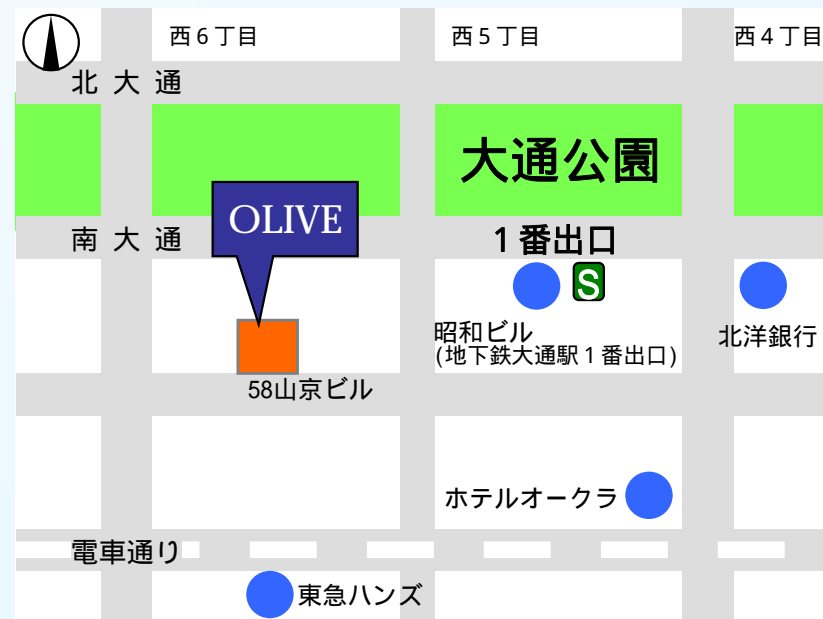 西6丁目
西5丁目
西4丁目
北大通
大通公園
OLIVE
南大通
1番出口
S
昭和ビル
(地下鉄大通駅1番出口)
北洋銀行
58山京ビル
ホテルオークラ
電車通り
東急ハンズ